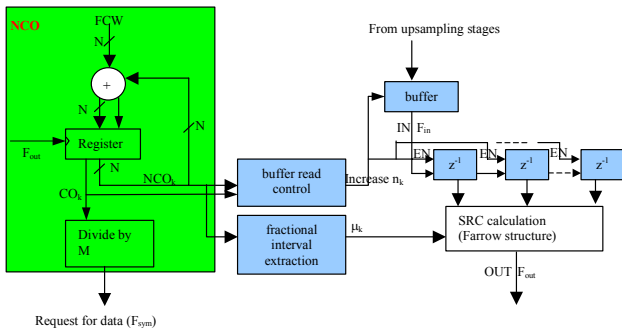 NCO
FCW
N
+
N
N
Register
F_out
N
CO_k
NCO_k
Divide by
M
Request for data (F_sym)
From upsampling stages
buffer
IN F_in
EN
EN
EN
z⁻¹
z⁻¹
z⁻¹
buffer read
control
Increase n_k
fractional
interval
extraction
μ_k
SRC calculation
(Farrow structure)
OUT F_out